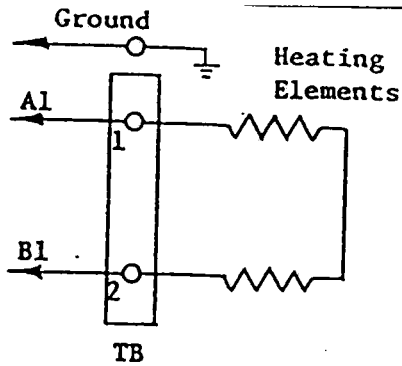 Ground
Heating
Elements
A1
1
B1
2
TB